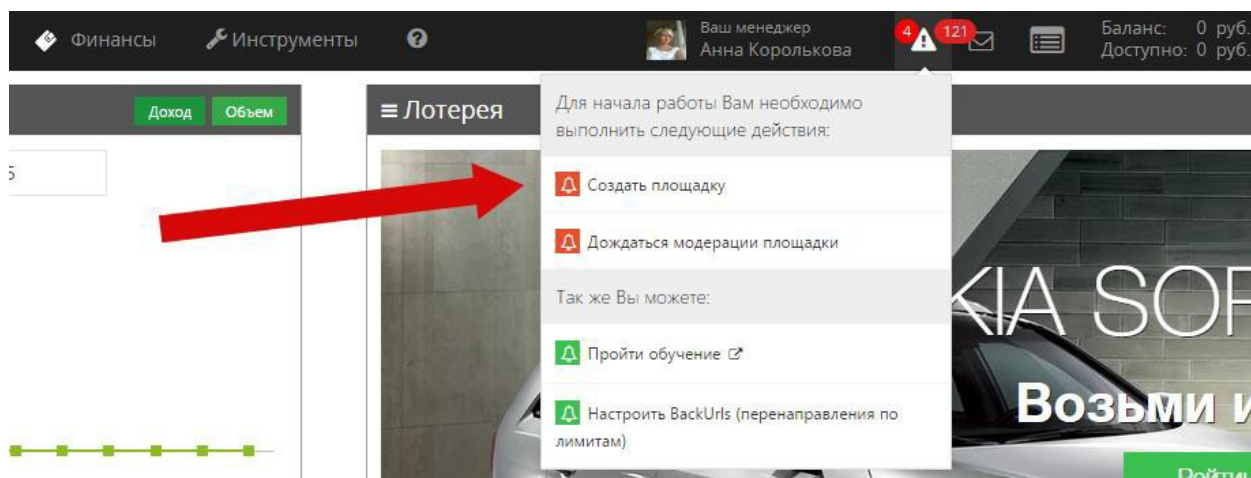 Финансы
Инструменты
Ваш менеджер
Анна Королькова
4
121
Баланс: 0 руб.
Доступно: 0 руб.
Доход
Объем
Лотерея
5
Для начала работы Вам необходимо
выполнить следующие действия:
Создать площадку
Дождаться модерации площадки
Так же Вы можете:
Пройти обучение
Настроить BackUrls (перенаправления по
лимитам)
KIA SOR
Возьми и